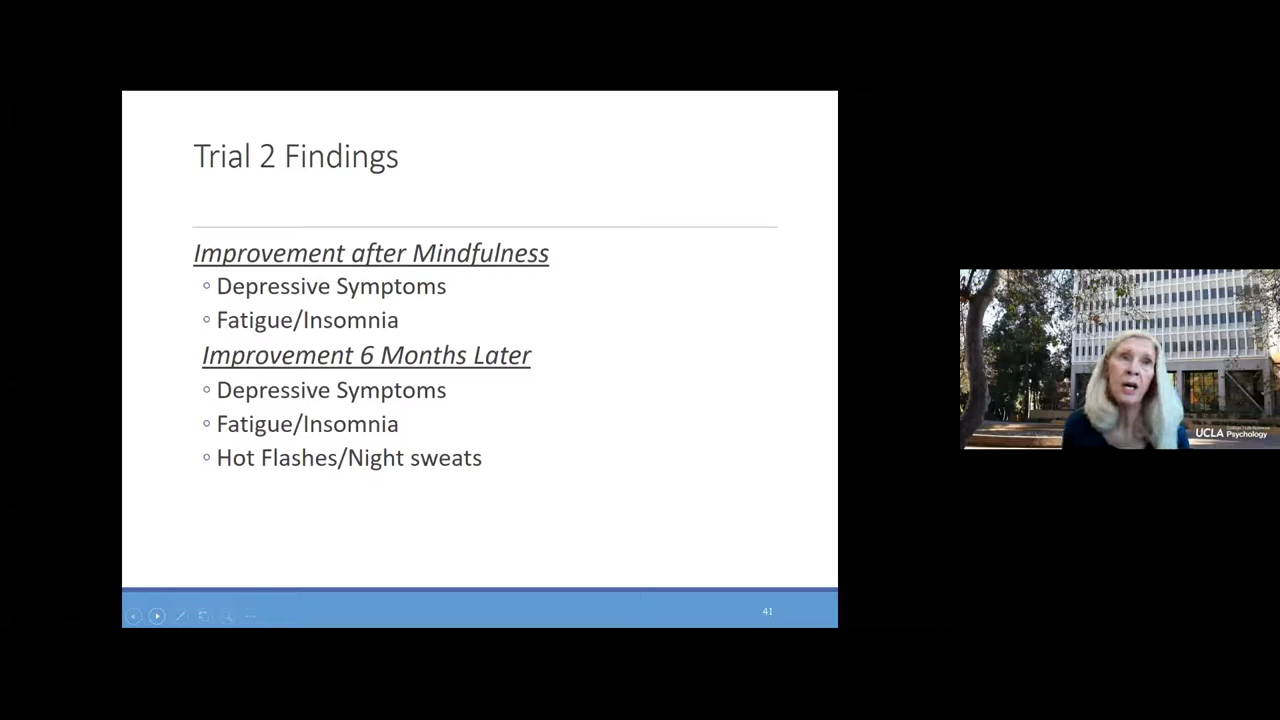 Trial 2 Findings
Improvement after Mindfulness
◦ Depressive Symptoms
◦ Fatigue/Insomnia
Improvement 6 Months Later
◦ Depressive Symptoms
◦ Fatigue/Insomnia
◦ Hot Flashes/Night sweats
41
UCLA Psychology